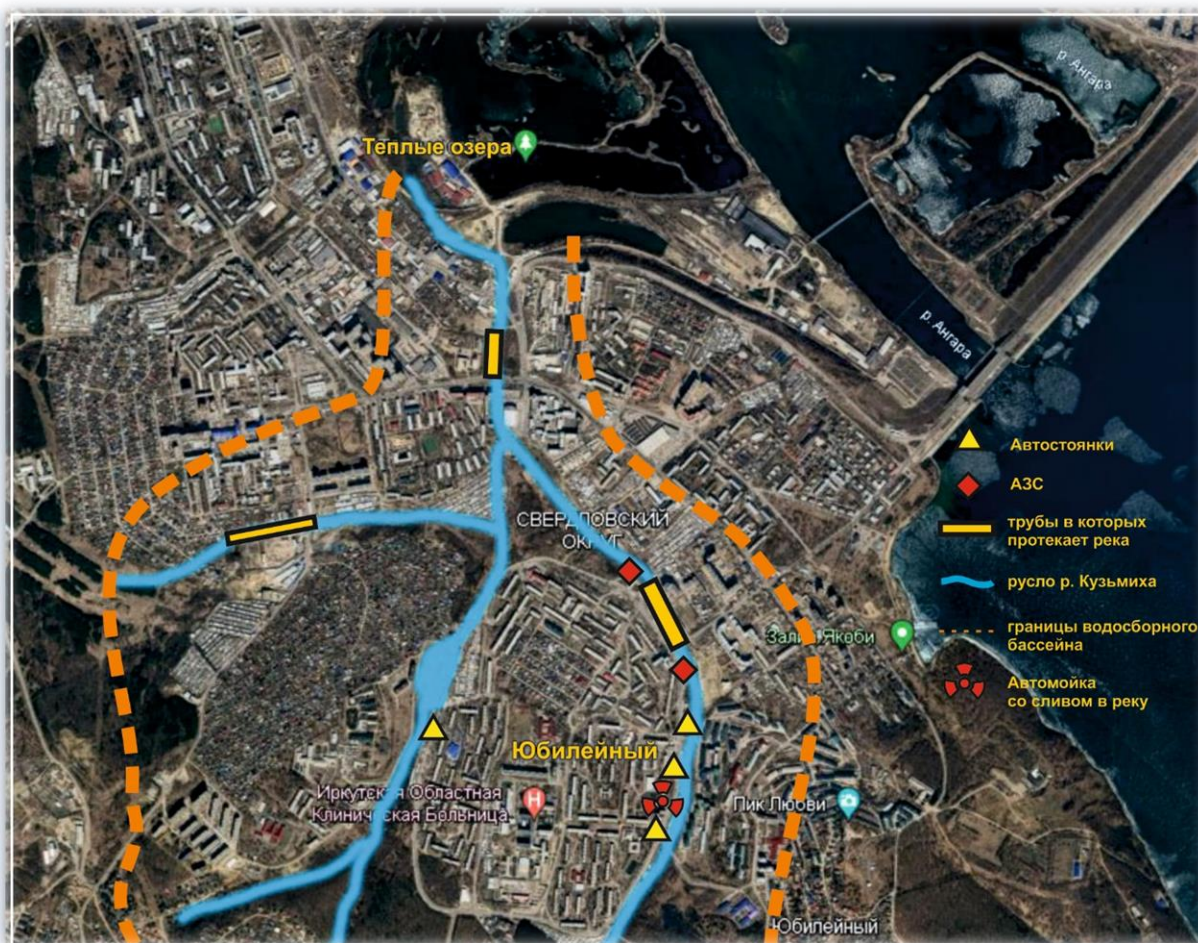 р. Ангара
Тёплые озера
р. Ангара
Автостоянки
АЗС
СВЕРДЛОВСКИЙ
ОКРУГ
трубы в которых
протекает река
русло р. Кузьмиха
Залив Якоби
границы водосборного
бассейна
Автомойка
со сливом в реку
Юбилейный
Иркутская Областная
Клиническая Больница
Пик Любви
Юбилейный